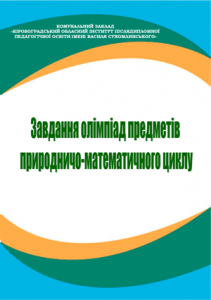 КОМУНАЛЬНИЙ ЗАКЛАД
«КІРОВОГРАДСЬКИЙ ОБЛАСНИЙ ІНСТИТУТ ПІСЛЯДИПЛОМНОЇ
ПЕДАГОГІЧНОЇ ОСВІТИ ІМЕНІ ВАСИЛЯ СУХОМЛИНСЬКОГО»
Завдання олімпіад предметів
природничо-математичного циклу